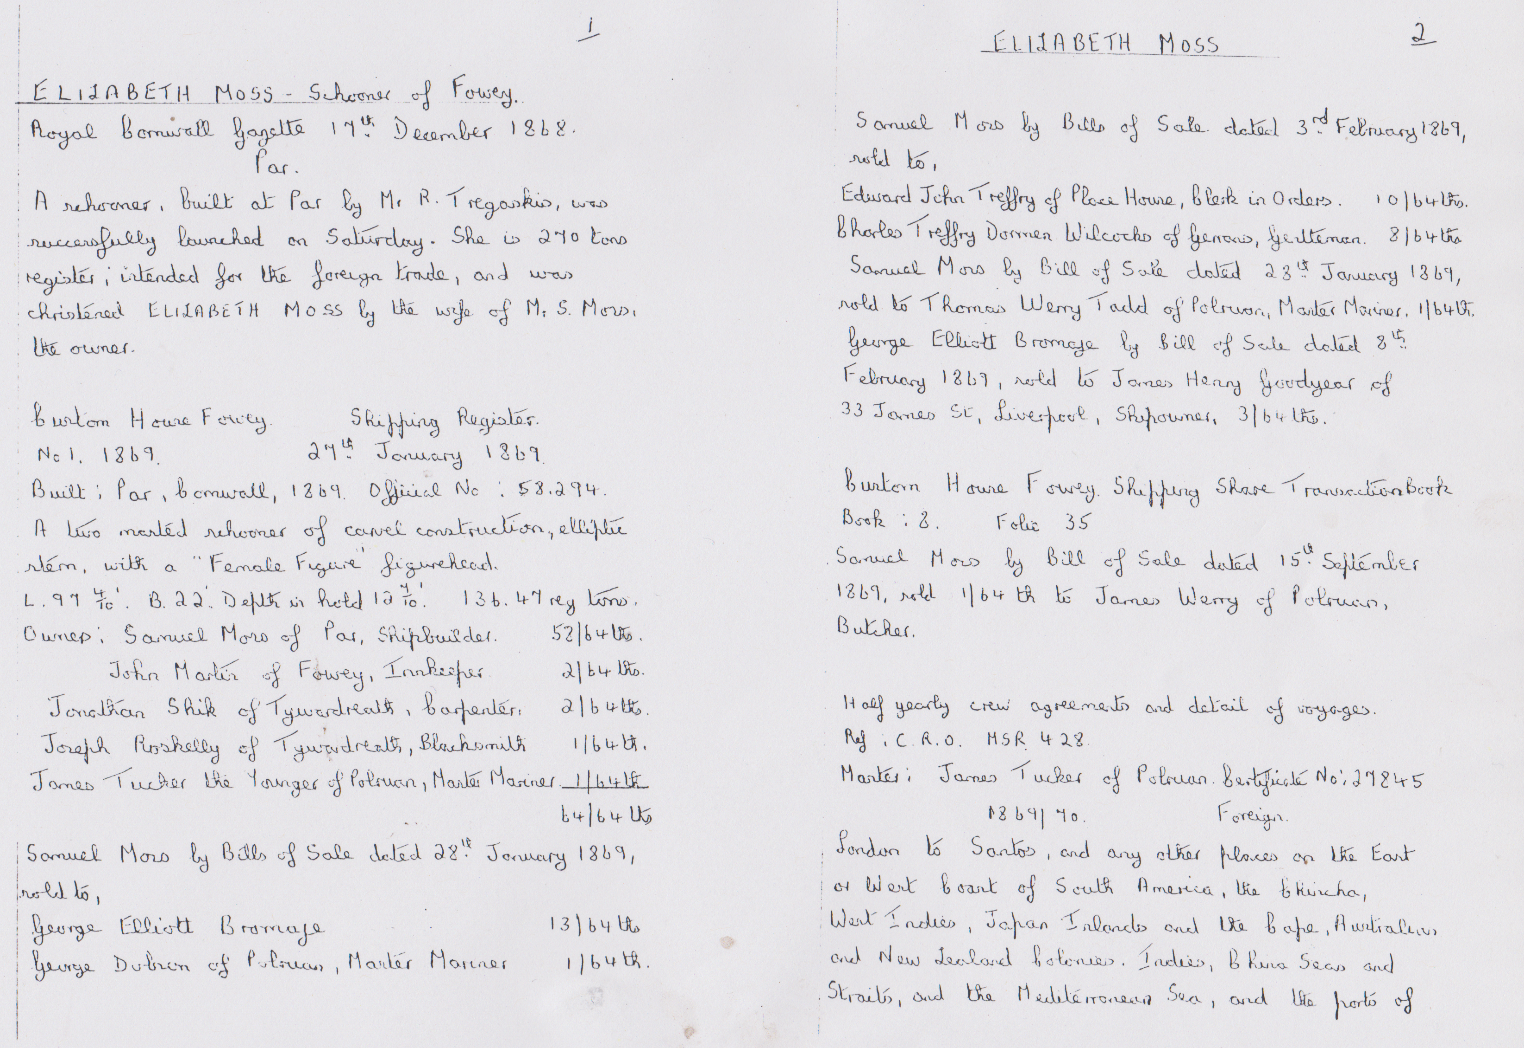 1
ELIZABETH MOSS - Schooner of Fowey.
Royal Cornwall Gazette 17th December 1868.
Par.
A schooner, built at Par by Mr R. Tregaskis, was
successfully launched on Saturday. She is 270 tons
register; intended for the foreign trade, and was
christened ELIZABETH MOSS by the wife of Mr S. Moss,
the owner.
Custom House Fowey. Shipping Register.
No 1. 1869. 27th January 1869.
Built: Par, Cornwall, 1869. Official No: 58.294.
A two masted schooner of carvel construction, elliptic
stern, with a "Female Figure" figurehead.
L. 97 4/10'. B. 22'. Depth in hold 12 7/10'. 136.47 reg tons.
Owner; Samuel Moss of Par, Shipbuilder. 52/64ths.
John Martin of Fowey, Innkeeper 2/64ths.
Jonathan Shik of Tywardreath, Carpenter. 2/64ths.
Joseph Roskelly of Tywardreath, Blacksmith 1/64th.
James Tucker the Younger of Polruan, Master Mariner 1/64th
64/64ths
Samuel Moss by Bills of Sale dated 28th January 1869,
sold to,
George Elliott Bromage 13/64ths
George Dubrun of Polruan, Master Mariner 1/64th.
ELIZABETH MOSS 2
Samuel Moss by Bills of Sale dated 3rd February 1869,
sold to,
Edward John Treffry of Place House, Clerk in Orders. 10/64ths.
Charles Treffry Dormen Wilcocks of Gerrans, Gentleman. 8/64ths
Samuel Moss by Bill of Sale dated 28th January 1869,
sold to Thomas Werry Tadd of Polruan, Master Mariner. 1/64th.
George Elliott Bromage by Bill of Sale dated 8th
February 1869, sold to James Henry Goodyear of
33 James St, Liverpool, Shipowner, 3/64ths.
Custom House Fowey. Shipping Share Transaction Book
Book: 8. Folio 35
Samuel Moss by Bill of Sale dated 15th September
1869, sold 1/64th to James Werry of Polruan,
Butcher.
Half yearly crew agreements and detail of voyages.
Ref: C.R.O. MSR 428.
Master; James Tucker of Polruan. Certificate No: 27845
1869/70. Foreign.
London to Santos, and any other places on the East
or West Coast of South America, the Chincha,
West Indies, Japan Islands and the Cape, Australian
and New Zealand Colonies. Indies, China Seas and
Straits, and the Mediterranean Sea, and the ports of